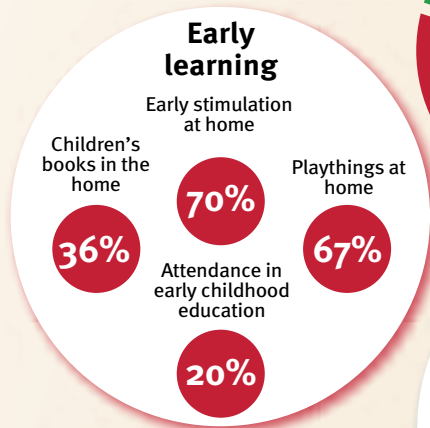 Early
learning
Early stimulation
at home
70%
Children’s
books in the
home
36%
Playthings at
home
67%
Attendance in
early childhood
education
20%